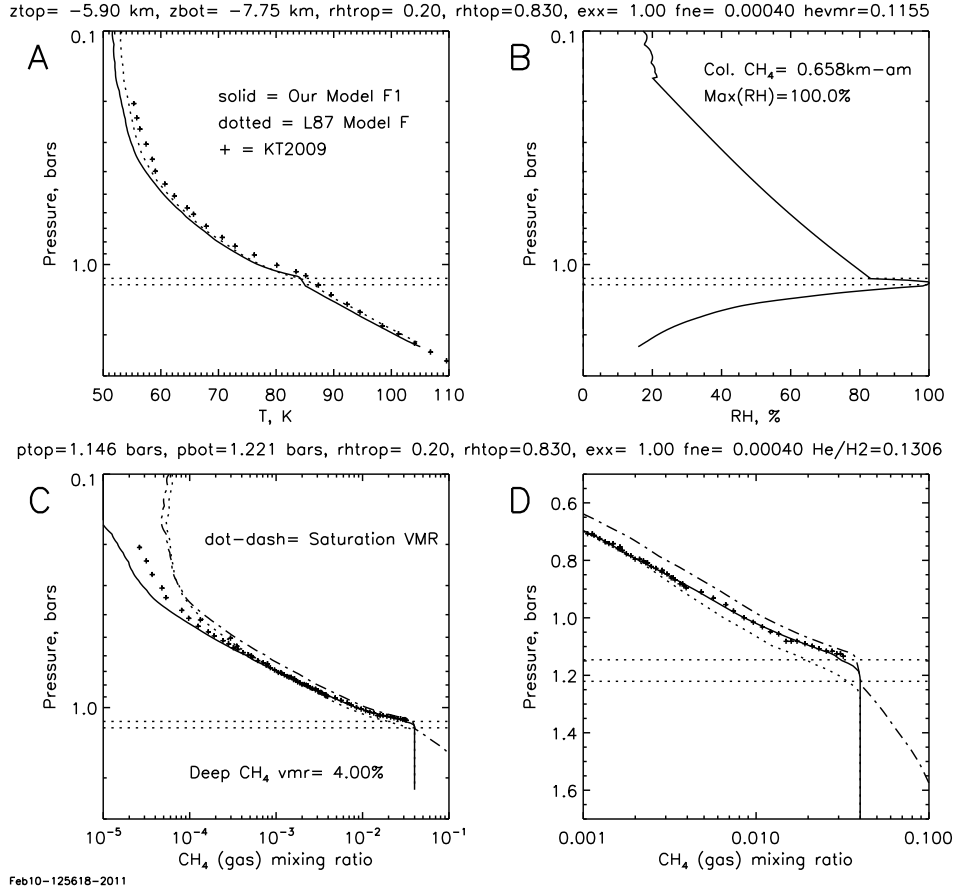 ztop= −5.90 km, zbot= −7.75 km, rhtrop= 0.20, rhtop=0.830, exx= 1.00 fne= 0.00040 hevmr=0.1155
A
solid = Our Model F1
dotted = L87 Model F
+ = KT2009
Pressure, bars
0.1
1.0
50 60 70 80 90 100 110
T, K
B
Col. CH₄= 0.658km−am
Max(RH)=100.0%
Pressure, bars
0.1
1.0
0 20 40 60 80 100
RH, %
ptop=1.146 bars, pbot=1.221 bars, rhtrop= 0.20, rhtop=0.830, exx= 1.00 fne= 0.00040 He/H2=0.1306
C
dot−dash= Saturation VMR
Deep CH₄ vmr= 4.00%
Pressure, bars
0.1
1.0
10⁻⁵ 10⁻⁴ 10⁻³ 10⁻² 10⁻¹
CH₄ (gas) mixing ratio
D
Pressure, bars
0.6
0.8
1.0
1.2
1.4
1.6
0.001 0.010 0.100
CH₄ (gas) mixing ratio
Feb10−125618−2011